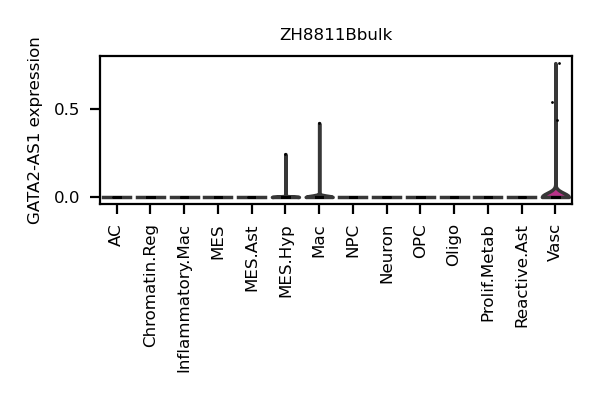 ZH8811Bbulk
GATA2-AS1 expression
0.5
0.0
AC
Chromatin.Reg
Inflammatory.Mac
MES
MES.Ast
MES.Hyp
Mac
NPC
Neuron
OPC
Oligo
Prolif.Metab
Reactive.Ast
Vasc